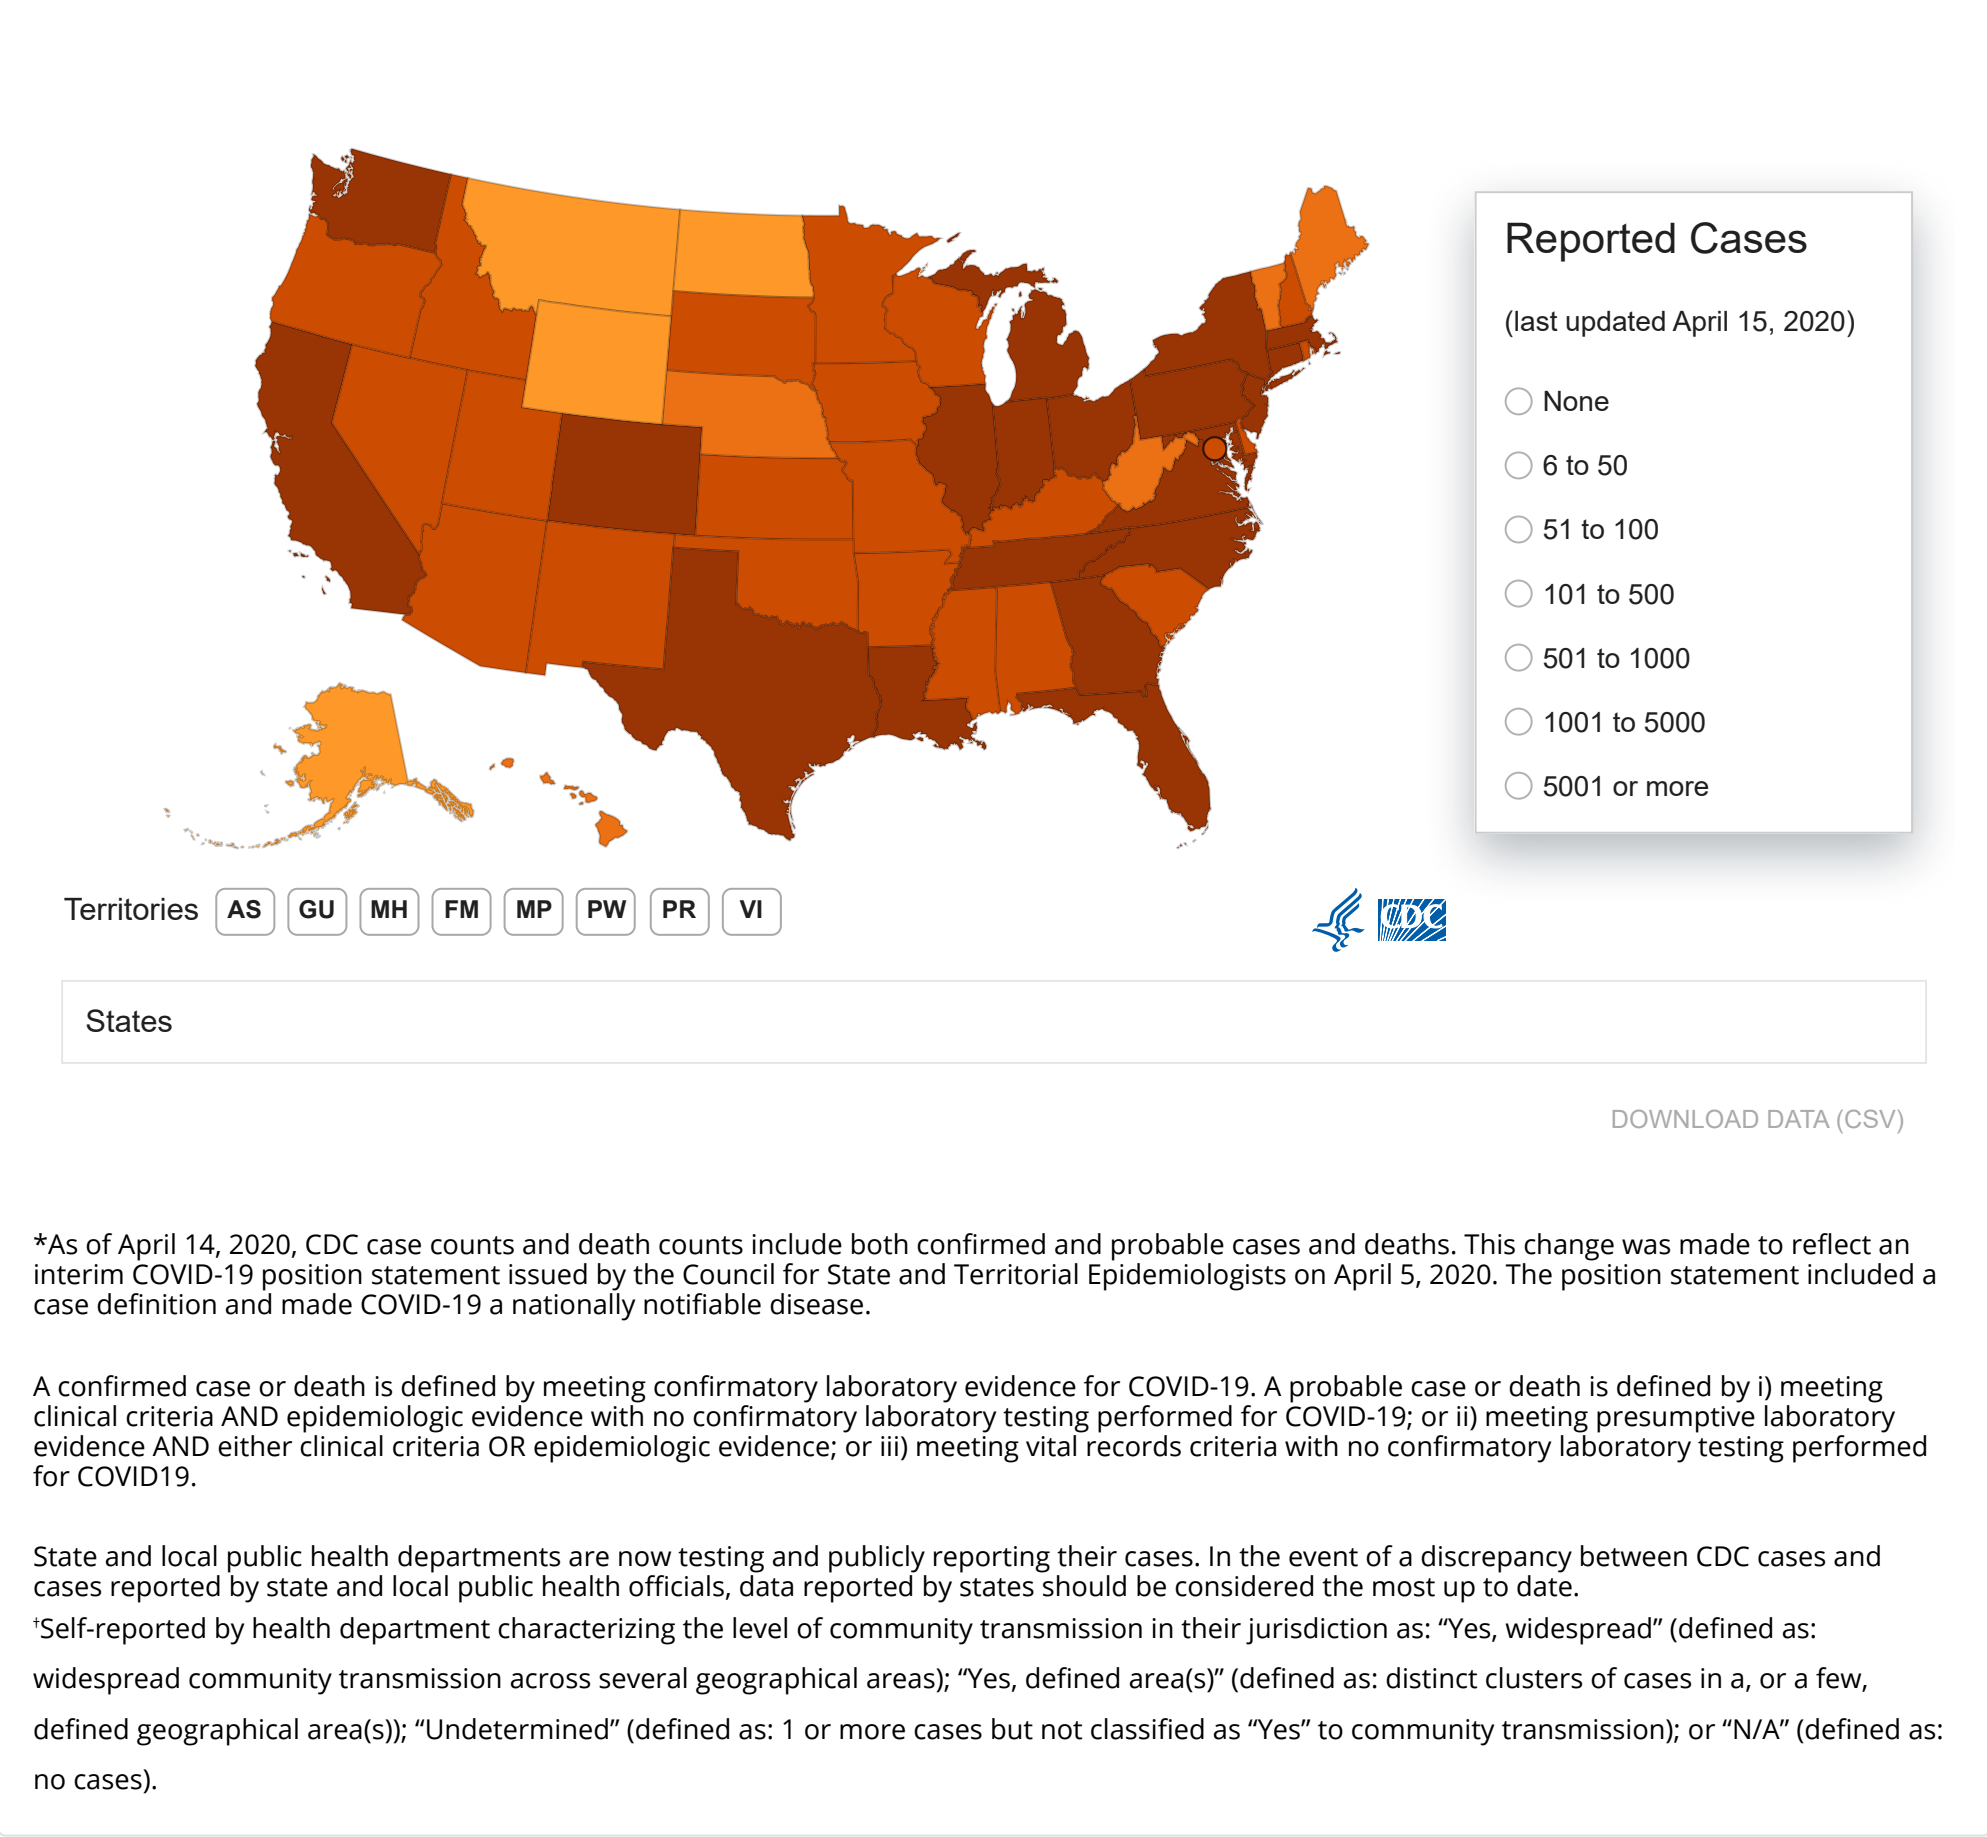 Reported Cases
(last updated April 15, 2020)
None
6 to 50
51 to 100
101 to 500
501 to 1000
1001 to 5000
5001 or more
Territories AS GU MH FM MP PW PR VI
CDC
States
DOWNLOAD DATA (CSV)
*As of April 14, 2020, CDC case counts and death counts include both confirmed and probable cases and deaths. This change was made to reflect an
interim COVID-19 position statement issued by the Council for State and Territorial Epidemiologists on April 5, 2020. The position statement included a
case definition and made COVID-19 a nationally notifiable disease.
A confirmed case or death is defined by meeting confirmatory laboratory evidence for COVID-19. A probable case or death is defined by i) meeting
clinical criteria AND epidemiologic evidence with no confirmatory laboratory testing performed for COVID-19; or ii) meeting presumptive laboratory
evidence AND either clinical criteria OR epidemiologic evidence; or iii) meeting vital records criteria with no confirmatory laboratory testing performed
for COVID19.
State and local public health departments are now testing and publicly reporting their cases. In the event of a discrepancy between CDC cases and
cases reported by state and local public health officials, data reported by states should be considered the most up to date.
†Self-reported by health department characterizing the level of community transmission in their jurisdiction as: “Yes, widespread” (defined as:
widespread community transmission across several geographical areas); “Yes, defined area(s)” (defined as: distinct clusters of cases in a, or a few,
defined geographical area(s)); “Undetermined” (defined as: 1 or more cases but not classified as “Yes” to community transmission); or “N/A” (defined as:
no cases).